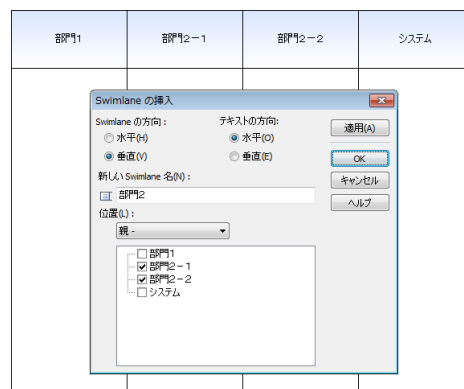 部門1 部門2－1 部門2－2 システム
Swimlane の挿入
Swimlane の方向： テキストの方向:
水平(H) 水平(O) 適用(A)
垂直(V) 垂直(E) OK
新しい Swimlane 名(N)： キャンセル
部門2 ヘルプ
位置(L)：
親 -
部門1
部門2－1
部門2－2
システム